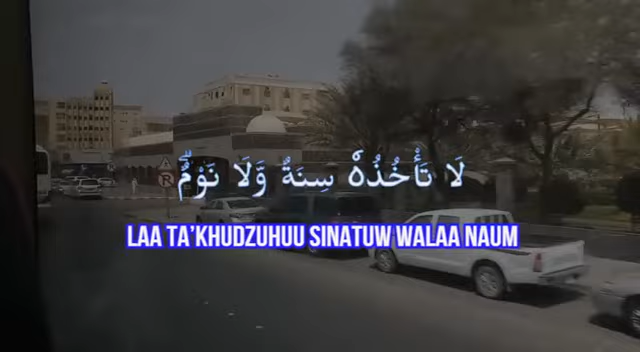 لَا تَأْخُذُهٗ سِنَةٌ وَّلَا نَوْمٌۗ
LAA TA'KHUDZUHUU SINATUW WALAA NAUM